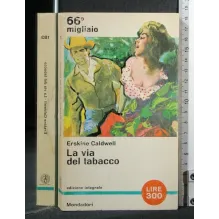 66°
migliaio
Erskine Caldwell
La via
del tabacco
edizione integrale
LIRE
300
Mondadori